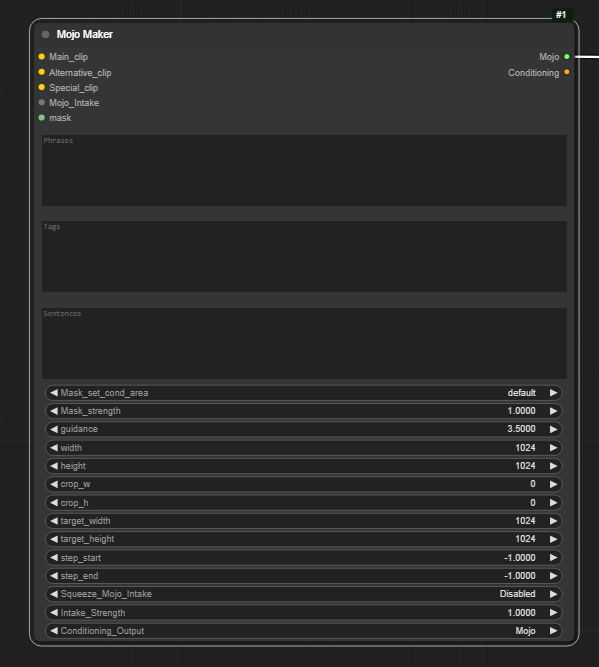 #1
Mojo Maker
Main_clip Mojo
Alternative_clip Conditioning
Special_clip
Mojo_Intake
mask
Phrases
Tags
Sentences
Mask_set_cond_area default
Mask_strength 1.0000
guidance 3.5000
width 1024
height 1024
crop_w 0
crop_h 0
target_width 1024
target_height 1024
step_start -1.0000
step_end -1.0000
Squeeze_Mojo_Intake Disabled
Intake_Strength 1.0000
Conditioning_Output Mojo